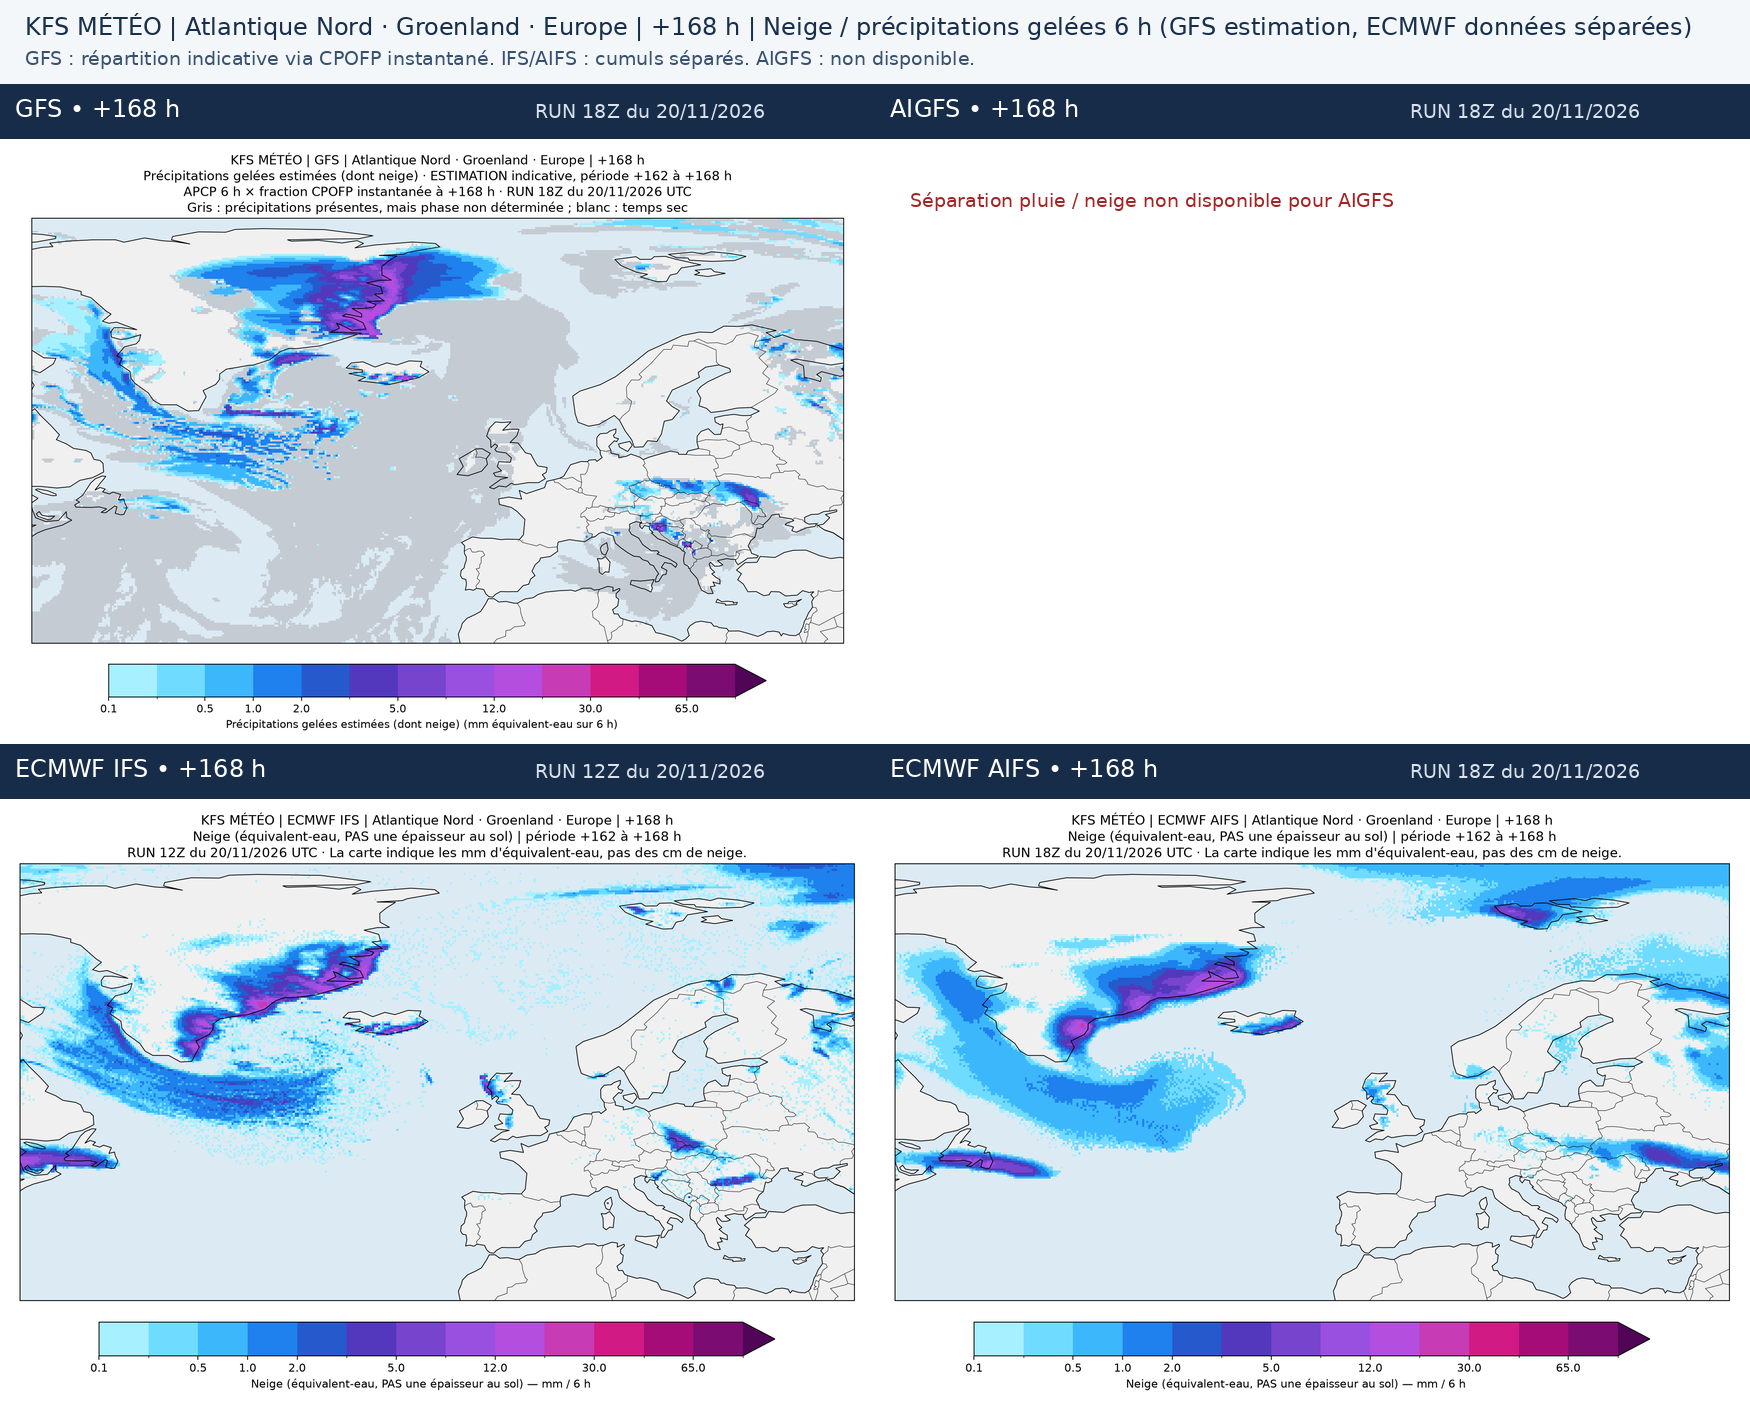 KFS MÉTÉO | Atlantique Nord · Groenland · Europe | +168 h | Neige / précipitations gelées 6 h (GFS estimation, ECMWF données séparées)
GFS : répartition indicative via CPOFP instantané. IFS/AIFS : cumuls séparés. AIGFS : non disponible.
GFS • +168 h
RUN 18Z du 20/11/2026
KFS MÉTÉO | GFS | Atlantique Nord · Groenland · Europe | +168 h
Précipitations gelées estimées (dont neige) · ESTIMATION indicative, période +162 à +168 h
APCP 6 h × fraction CPOFP instantanée à +168 h · RUN 18Z du 20/11/2026 UTC
Gris : précipitations présentes, mais phase non déterminée ; blanc : temps sec
0.1 0.5 1.0 2.0 5.0 12.0 30.0 65.0
Précipitations gelées estimées (dont neige) (mm équivalent-eau sur 6 h)
AIGFS • +168 h
RUN 18Z du 20/11/2026
Séparation pluie / neige non disponible pour AIGFS
ECMWF IFS • +168 h
RUN 12Z du 20/11/2026
KFS MÉTÉO | ECMWF IFS | Atlantique Nord · Groenland · Europe | +168 h
Neige (équivalent-eau, PAS une épaisseur au sol) | période +162 à +168 h
RUN 12Z du 20/11/2026 UTC · La carte indique les mm d'équivalent-eau, pas des cm de neige.
0.1 0.5 1.0 2.0 5.0 12.0 30.0 65.0
Neige (équivalent-eau, PAS une épaisseur au sol) — mm / 6 h
ECMWF AIFS • +168 h
RUN 18Z du 20/11/2026
KFS MÉTÉO | ECMWF AIFS | Atlantique Nord · Groenland · Europe | +168 h
Neige (équivalent-eau, PAS une épaisseur au sol) | période +162 à +168 h
RUN 18Z du 20/11/2026 UTC · La carte indique les mm d'équivalent-eau, pas des cm de neige.
0.1 0.5 1.0 2.0 5.0 12.0 30.0 65.0
Neige (équivalent-eau, PAS une épaisseur au sol) — mm / 6 h